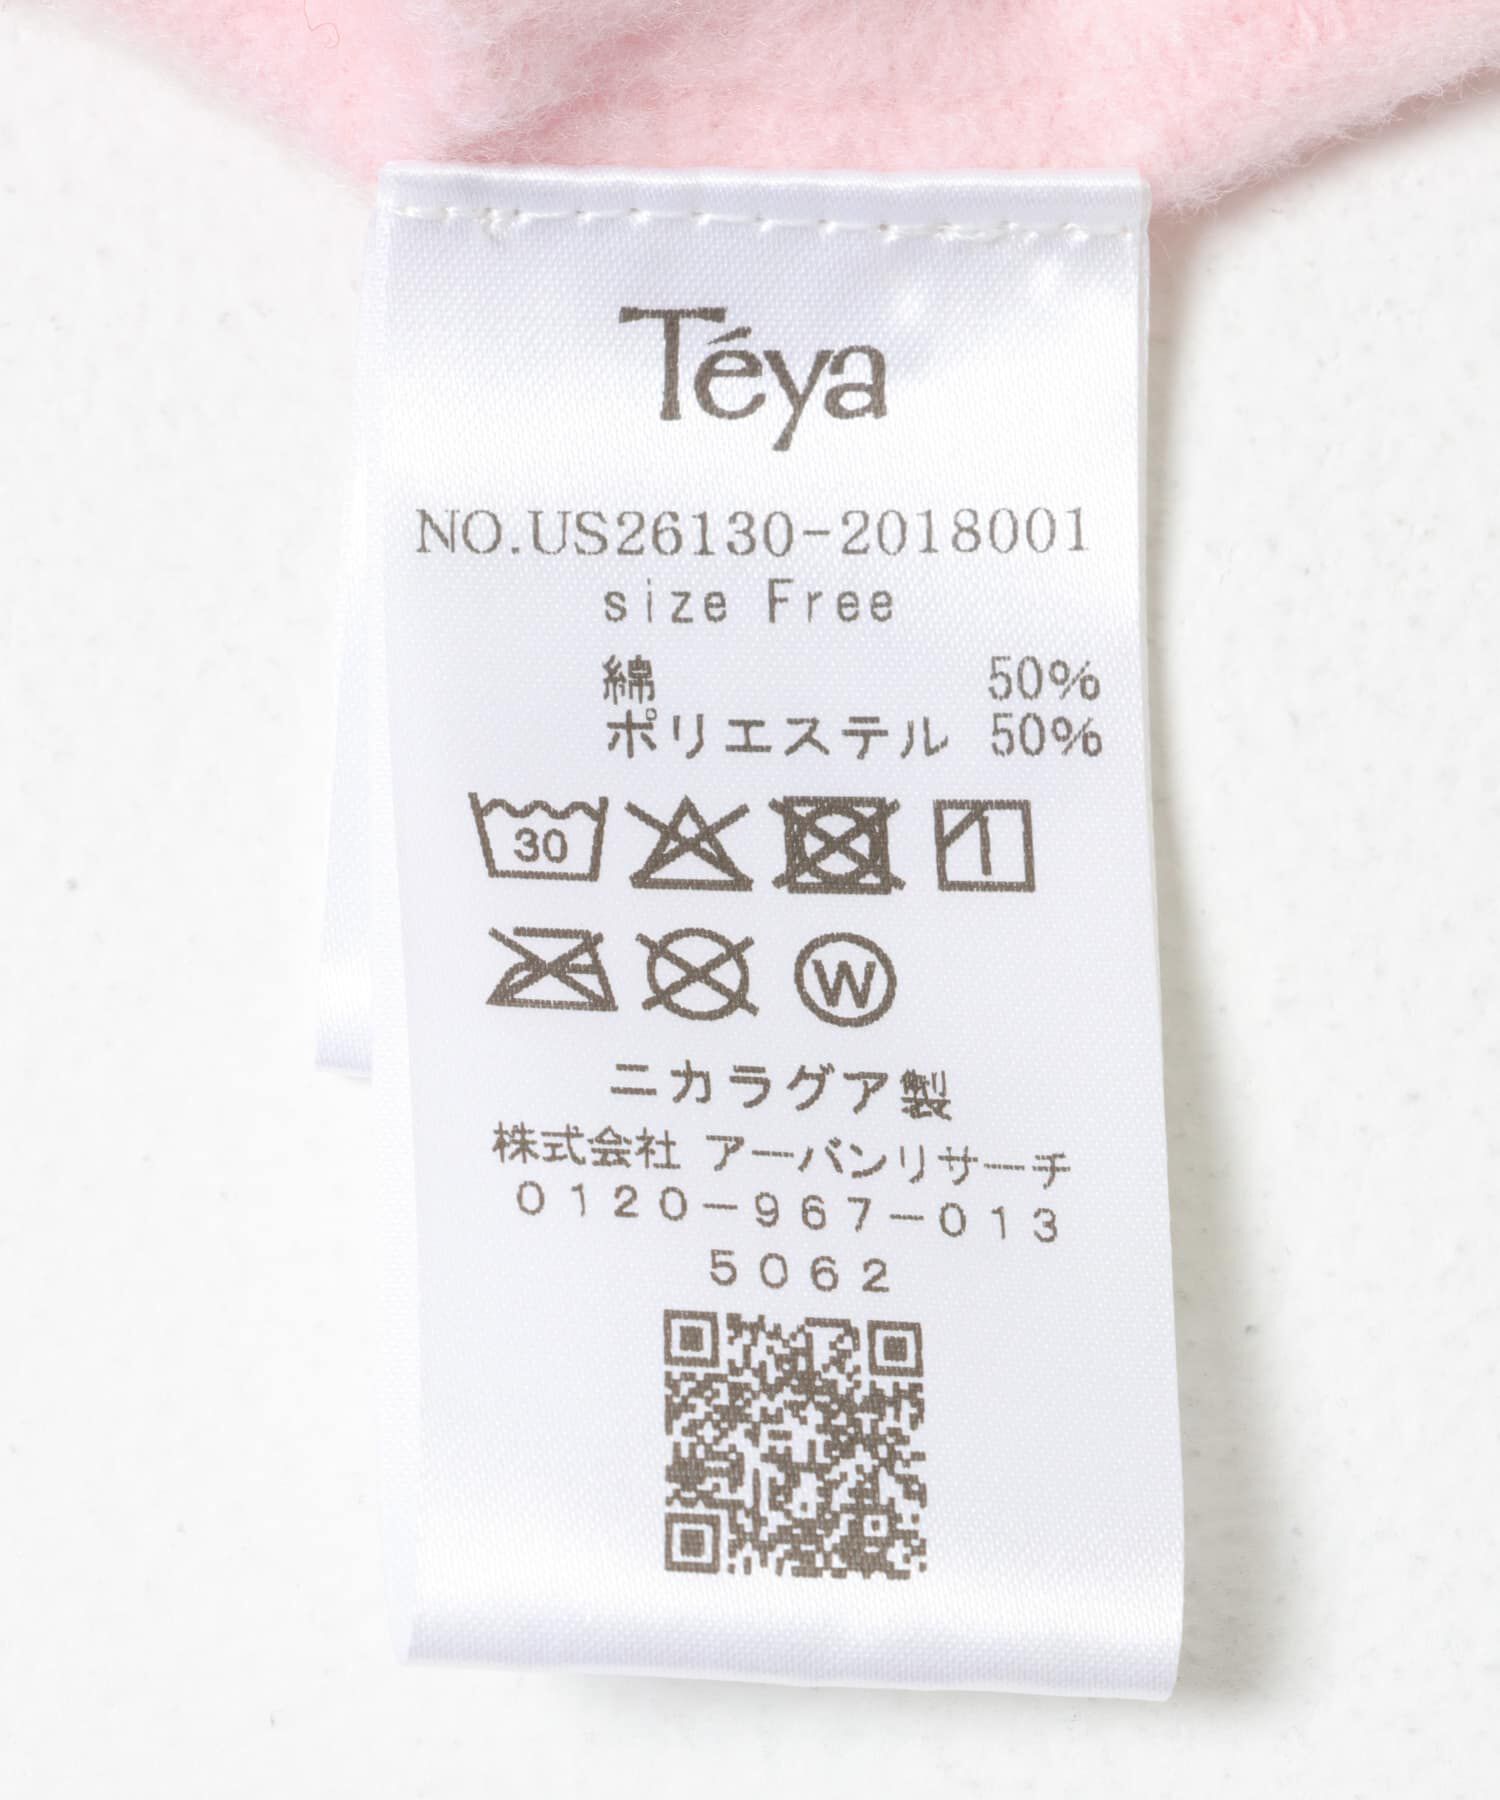 Téya
NO.US26130-2018001
size Free
綿 50%
ポリエステル 50%
30
W
ニカラグア製
株式会社 アーバンリサーチ
0120-967-013
5062